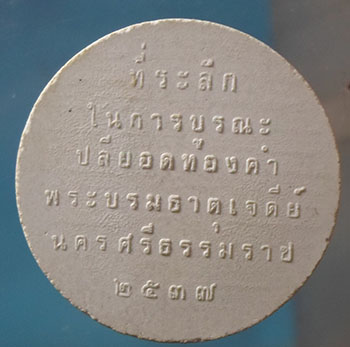 ที่ระลึก
ในการบูรณะ
ปลียอดทองคำ
พระบรมธาตุเจดีย์
นครศรีธรรมราช
๒๕๓๗